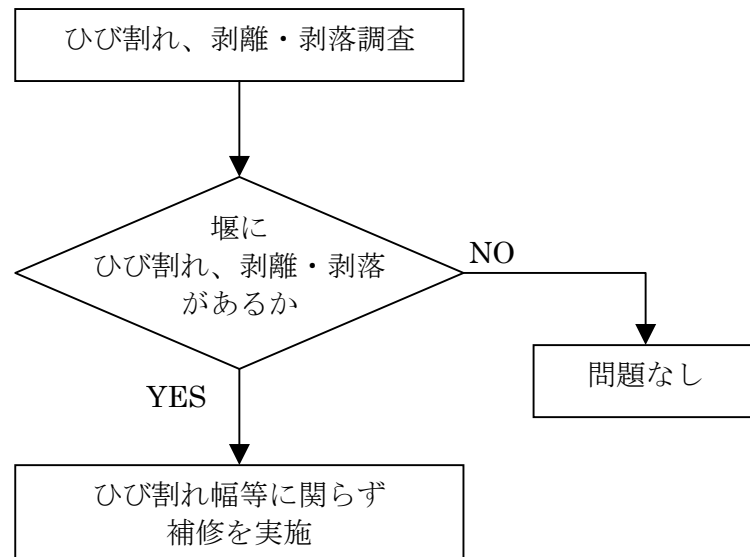 ひび割れ、剥離・剥落調査
堰に
ひび割れ、剥離・剥落
があるか
NO
問題なし
YES
ひび割れ幅等に関らず
補修を実施